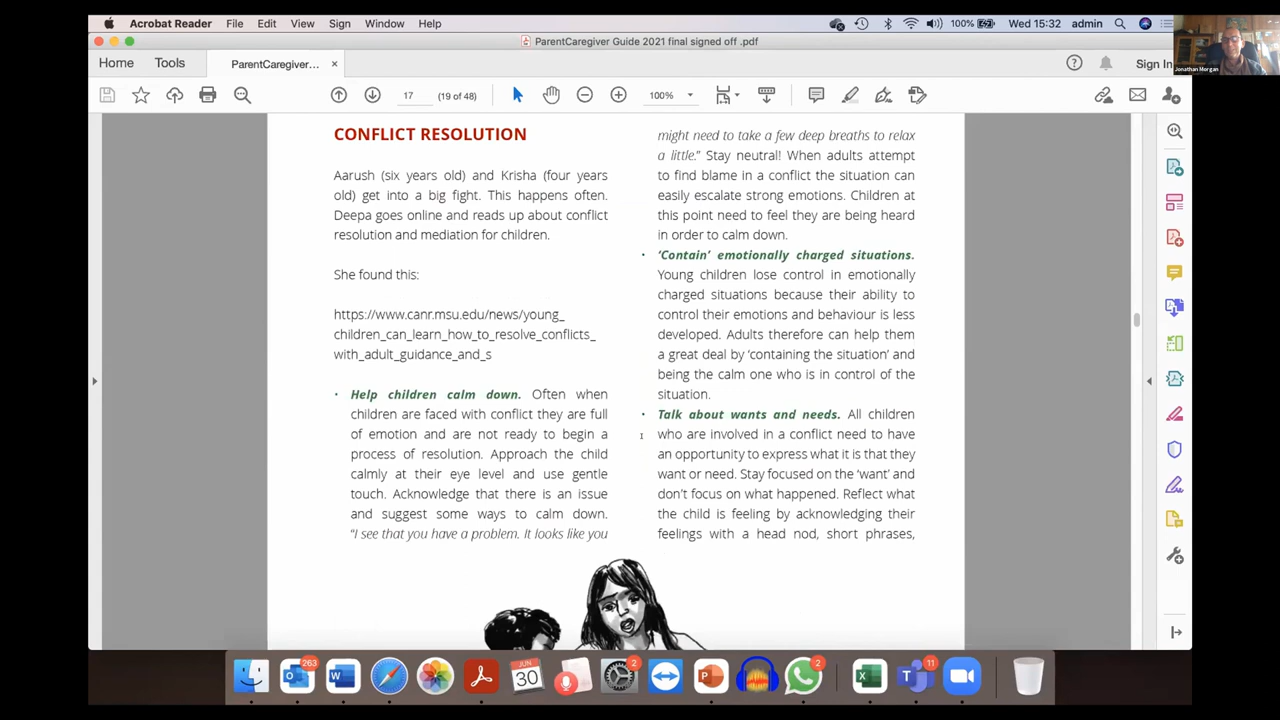 Acrobat Reader File Edit View Sign Window Help 100% Wed 15:32 admin
ParentCaregiver Guide 2021 final signed off .pdf
Jonathan Morgan
Home Tools ParentCaregiver... × Sign In
17 (19 of 48) 100%
CONFLICT RESOLUTION
Aarush (six years old) and Krisha (four years
old) get into a big fight. This happens often.
Deepa goes online and reads up about conflict
resolution and mediation for children.
She found this:
https://www.canr.msu.edu/news/young_
children_can_learn_how_to_resolve_conflicts_
with_adult_guidance_and_s
• Help children calm down. Often when
children are faced with conflict they are full
of emotion and are not ready to begin a
process of resolution. Approach the child
calmly at their eye level and use gentle
touch. Acknowledge that there is an issue
and suggest some ways to calm down.
“I see that you have a problem. It looks like you
might need to take a few deep breaths to relax
a little.” Stay neutral! When adults attempt
to find blame in a conflict the situation can
easily escalate strong emotions. Children at
this point need to feel they are being heard
in order to calm down.
• ‘Contain’ emotionally charged situations.
Young children lose control in emotionally
charged situations because their ability to
control their emotions and behaviour is less
developed. Adults therefore can help them
a great deal by ‘containing the situation’ and
being the calm one who is in control of the
situation.
• Talk about wants and needs. All children
who are involved in a conflict need to have
an opportunity to express what it is that they
want or need. Stay focused on the ‘want’ and
don’t focus on what happened. Reflect what
the child is feeling by acknowledging their
feelings with a head nod, short phrases,
263 JUN 30 2 2 11